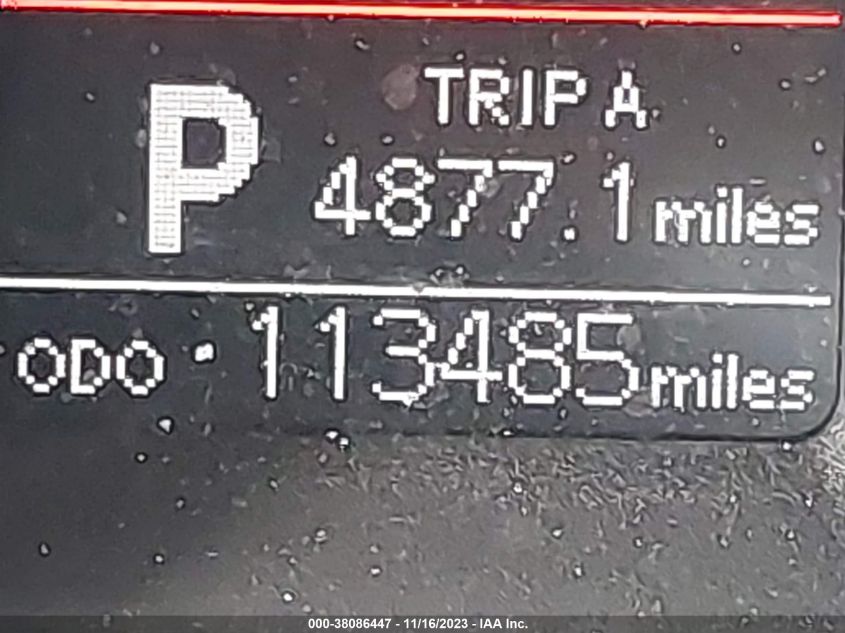 P
TRIP A
4877.1 miles
ODO 113485 miles
000-38086447 - 11/16/2023 - IAA Inc.